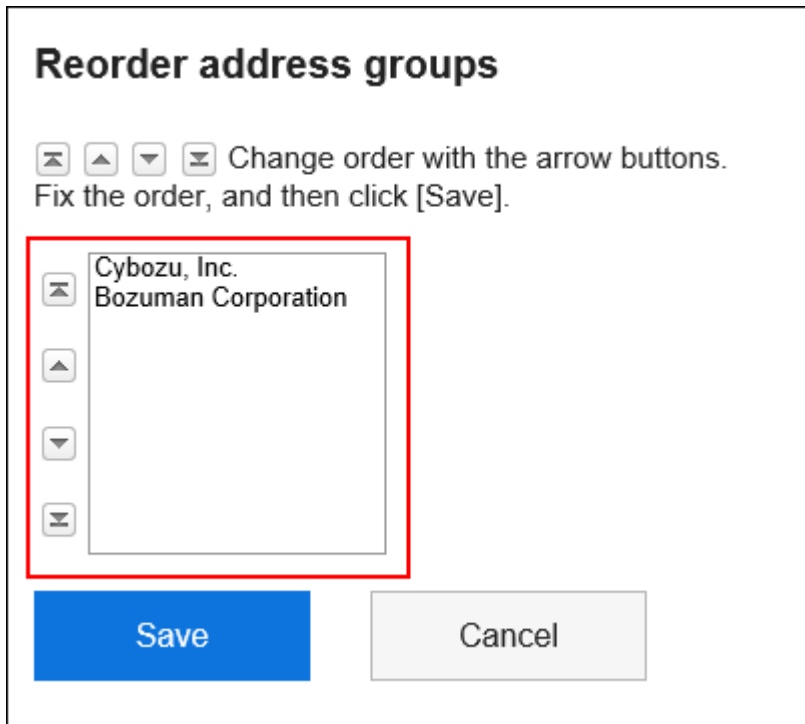 Reorder address groups
Change order with the arrow buttons.
Fix the order, and then click [Save].
Cybozu, Inc.
Bozuman Corporation
Save
Cancel